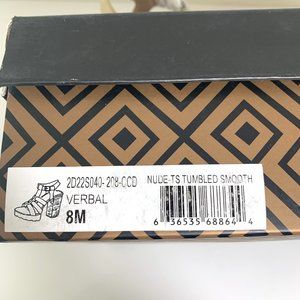 2D22S040-208-CCD NUDE-TS TUMBLED SMOOTH
VERBAL
8M
6 36535 68864 4